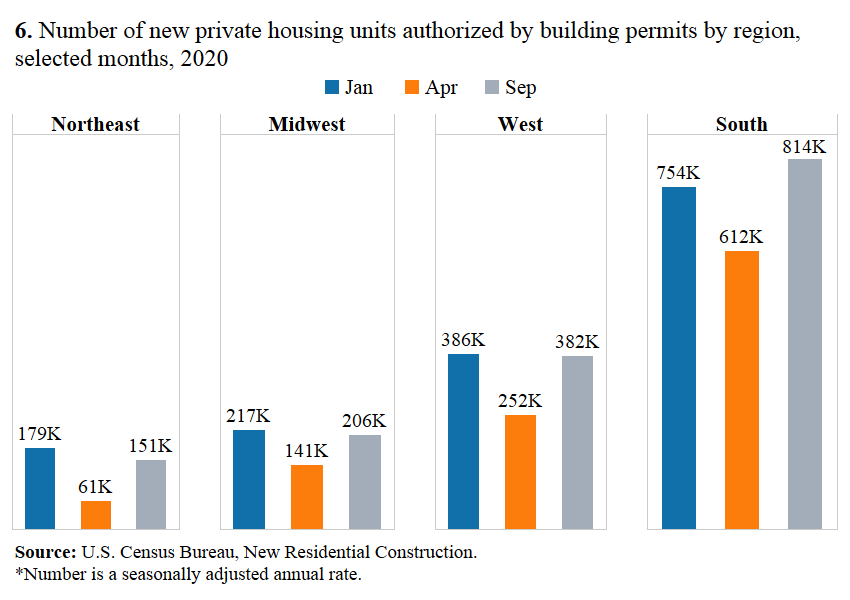 6. Number of new private housing units authorized by building permits by region,
selected months, 2020
Jan Apr Sep
Northeast Midwest West South
179K 61K 151K
217K 141K 206K
386K 252K 382K
754K 612K 814K
Source: U.S. Census Bureau, New Residential Construction.
*Number is a seasonally adjusted annual rate.